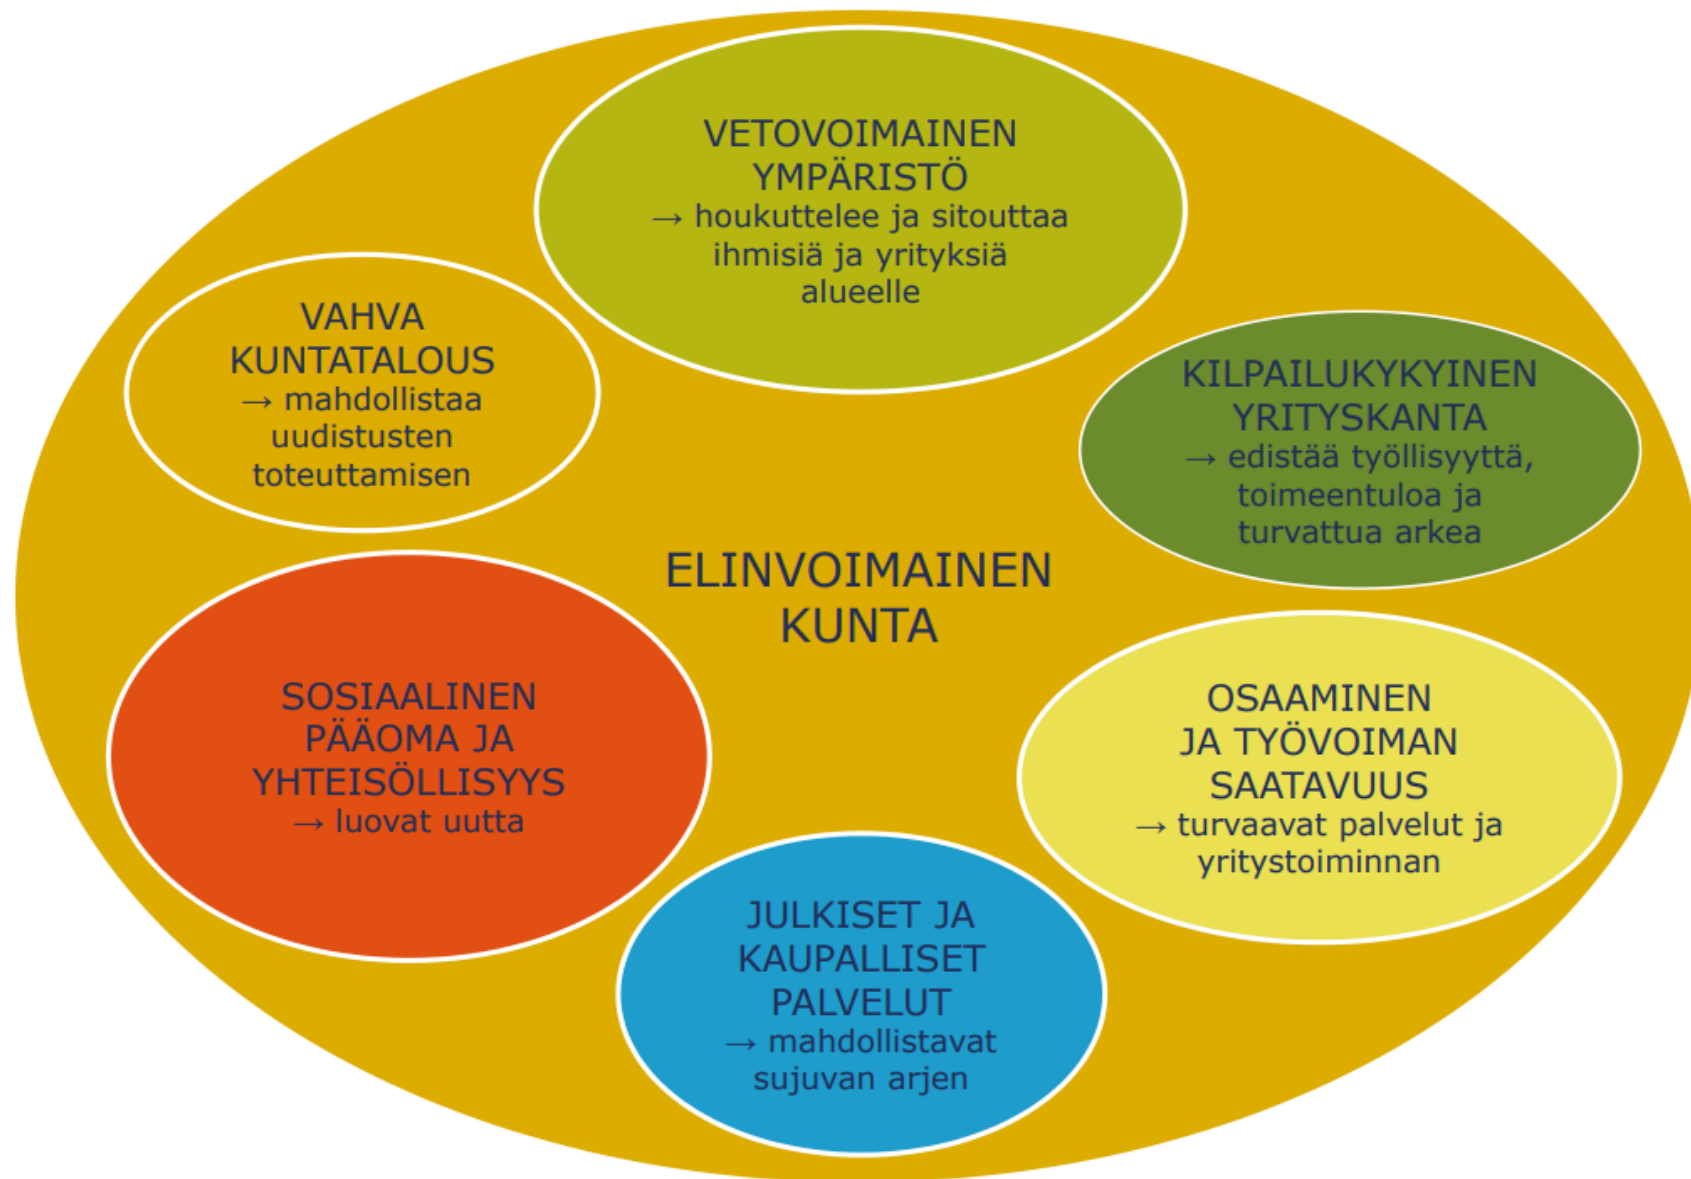 VETOVOIMAINEN
YMPÄRISTÖ
→ houkuttelee ja sitouttaa
ihmisiä ja yrityksiä
alueelle
VAHVA
KUNTATALOUS
→ mahdollistaa
uudistusten
toteuttamisen
KILPAILUKYKYINEN
YRITYSKANTA
→ edistää työllisyyttä,
toimeentuloa ja
turvattua arkea
ELINVOIMAINEN
KUNTA
SOSIAALINEN
PÄÄOMA JA
YHTEISÖLLISYYS
→ luovat uutta
OSAAMINEN
JA TYÖVOIMAN
SAATAVUUS
→ turvaavat palvelut ja
yritystoiminnan
JULKISET JA
KAUPALLISET
PALVELUT
→ mahdollistavat
sujuvan arjen